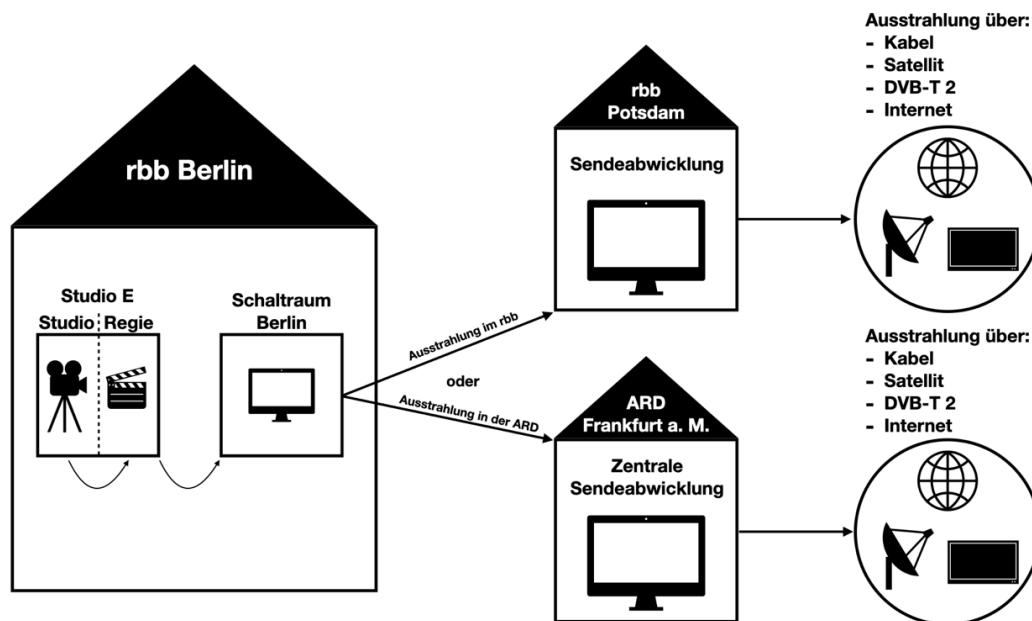 rbb Berlin
Studio E
Studio Regie
Schaltraum
Berlin
Ausstrahlung im rbb
oder
Ausstrahlung in der ARD
rbb
Potsdam
Sendeabwicklung
Ausstrahlung über:
- Kabel
- Satellit
- DVB-T 2
- Internet
ARD
Frankfurt a. M.
Zentrale
Sendeabwicklung
Ausstrahlung über:
- Kabel
- Satellit
- DVB-T 2
- Internet